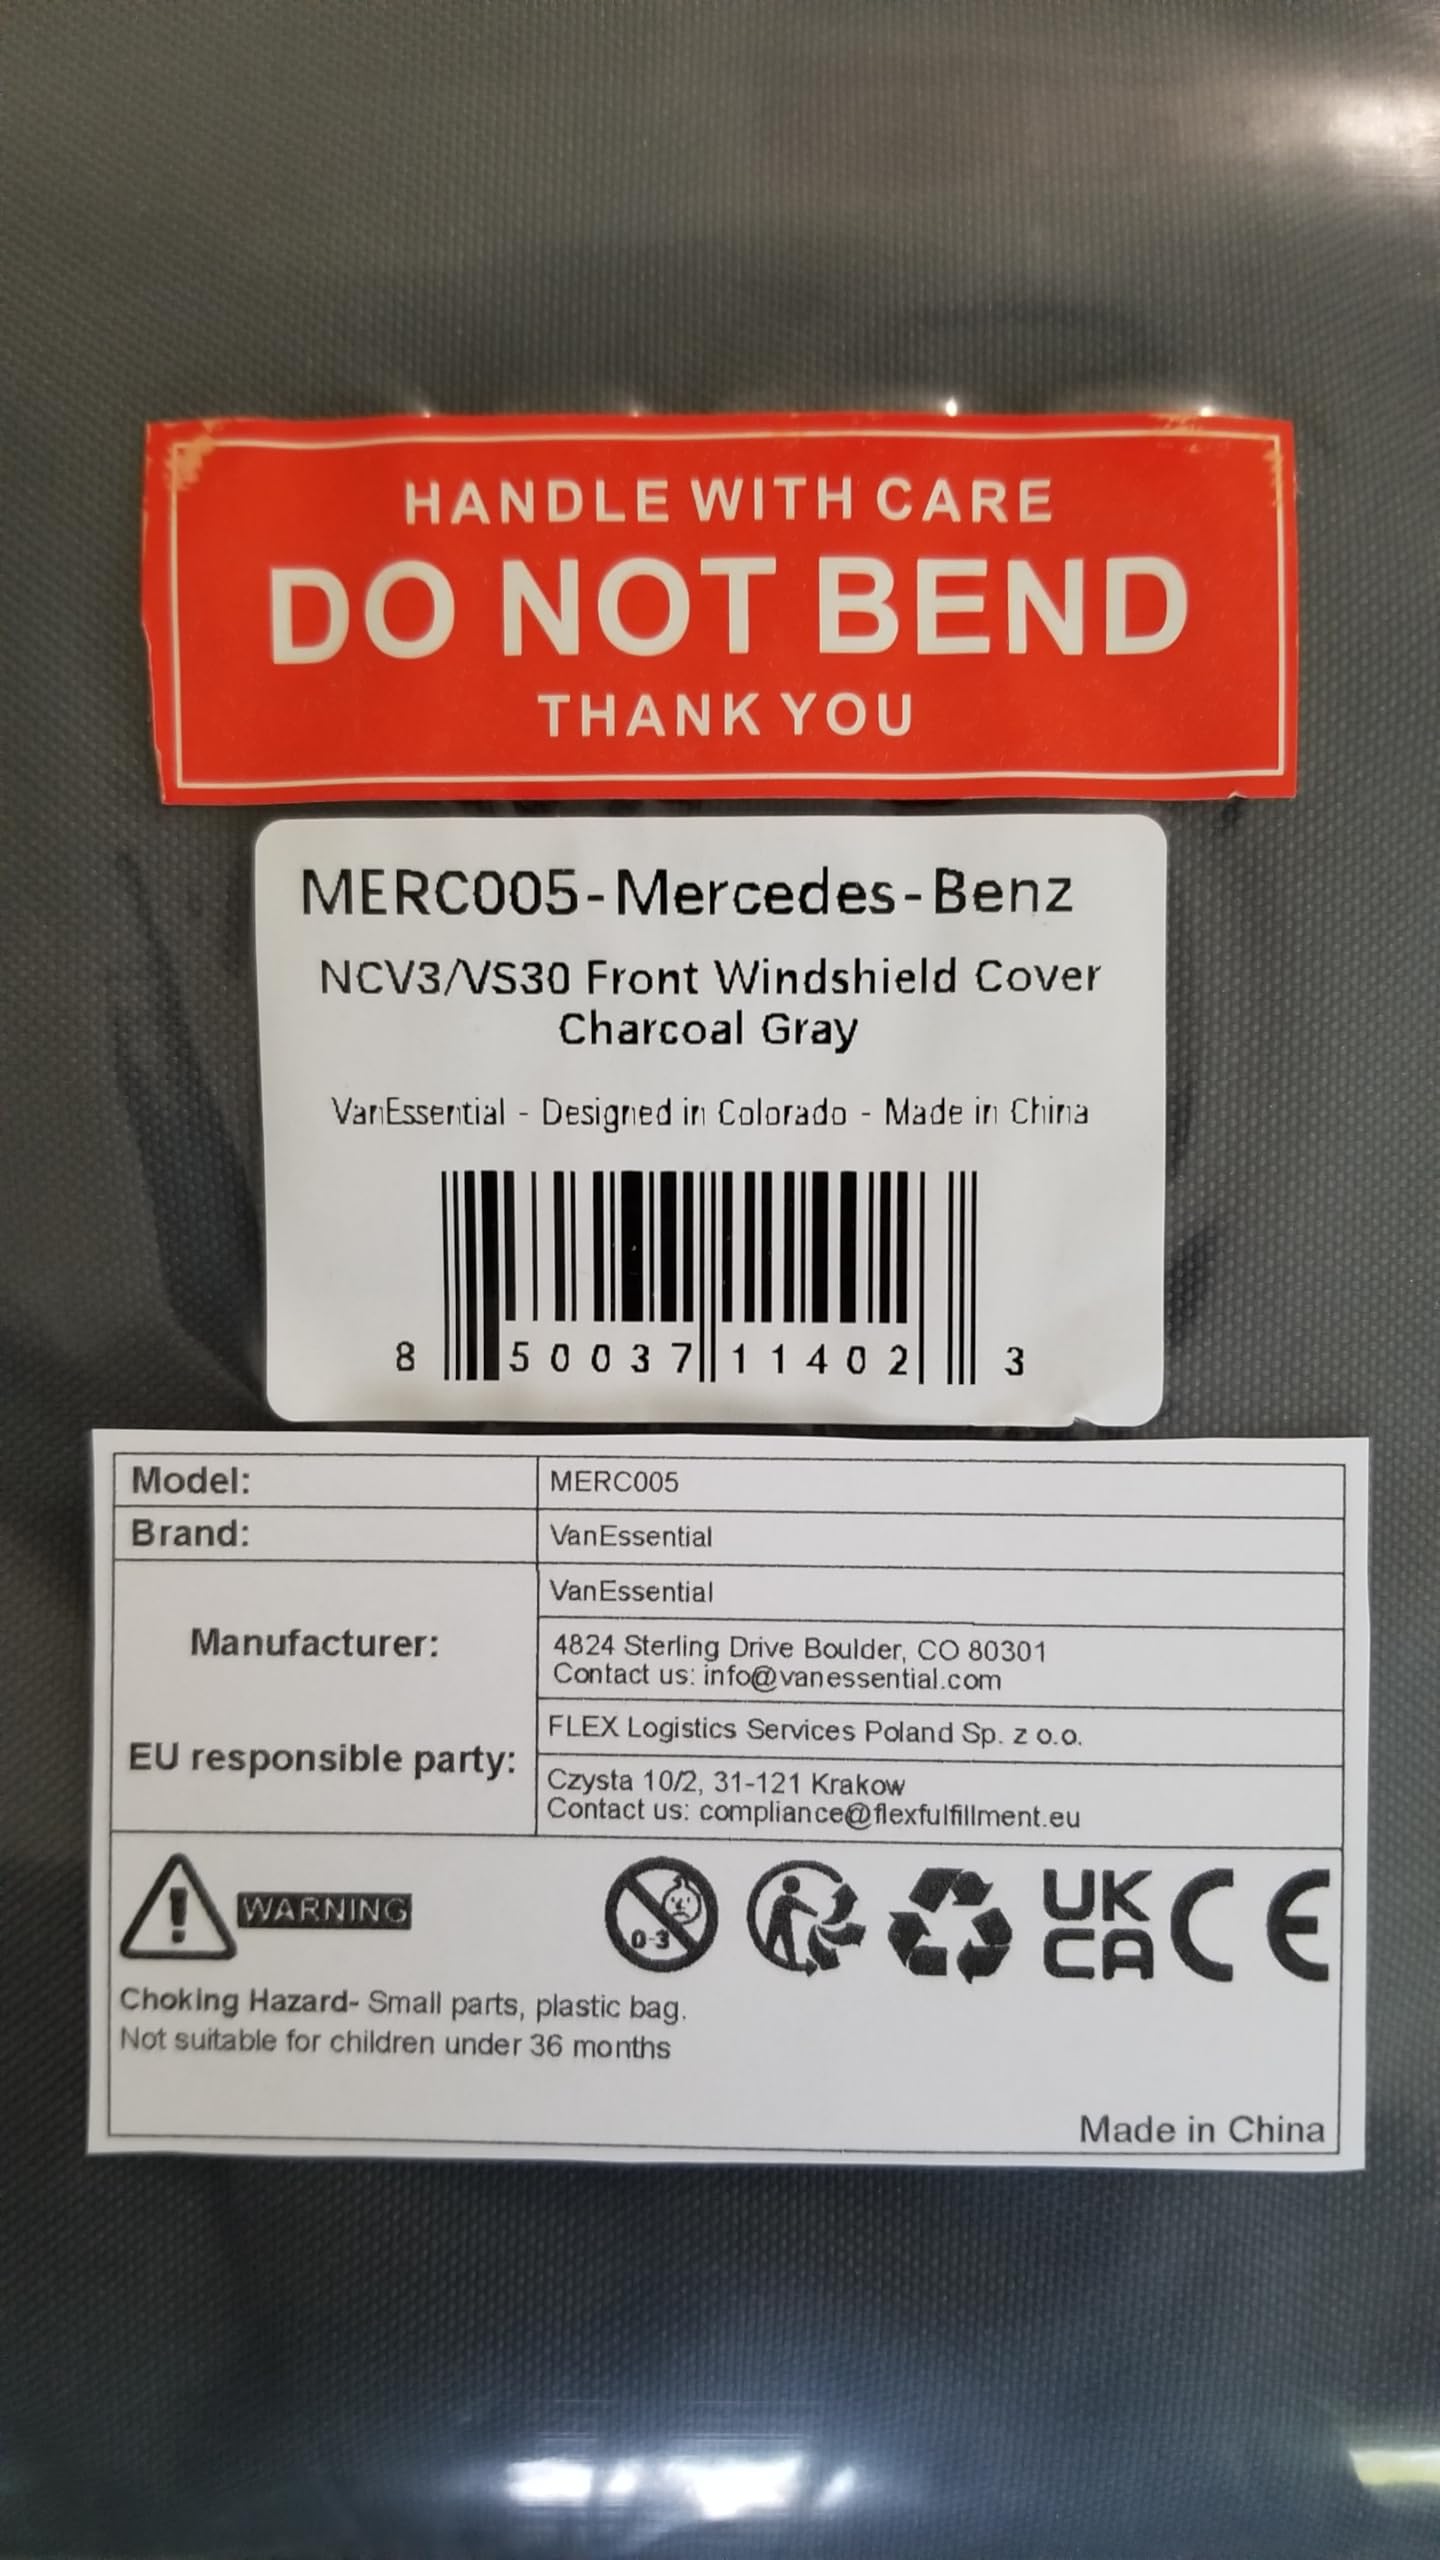 HANDLE WITH CARE
DO NOT BEND
THANK YOU
MERC005-Mercedes-Benz
NCV3/VS30 Front Windshield Cover
Charcoal Gray
VanEssential - Designed in Colorado - Made in China
8 50037 11402 3
Model: MERC005
Brand: VanEssential
Manufacturer:
VanEssential
4824 Sterling Drive Boulder, CO 80301
Contact us: info@vanessential.com
EU responsible party:
FLEX Logistics Services Poland Sp. z o.o.
Czysta 10/2, 31-121 Krakow
Contact us: compliance@flexfulfillment.eu
WARNING
0-3
UK
CA
CE
Choking Hazard- Small parts, plastic bag.
Not suitable for children under 36 months
Made in China